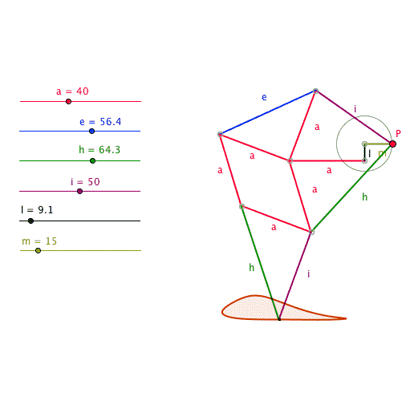 a = 40
e = 56.4
h = 64.3
i = 50
l = 9.1
m = 15
e
i
P
a
a
a
l
m
a
a
h
a
h
i